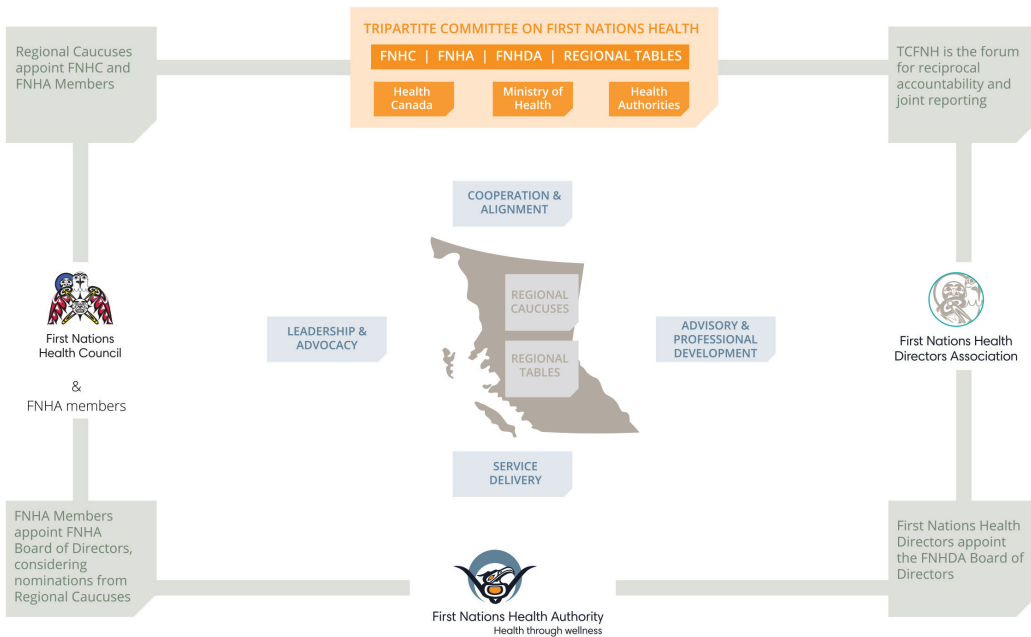 Regional Caucuses
appoint FNHC and
FNHA Members
TRIPARTITE COMMITTEE ON FIRST NATIONS HEALTH
FNHC | FNHA | FNHDA | REGIONAL TABLES
Health
Canada
Ministry of
Health
Health
Authorities
TCFNH is the forum
for reciprocal
accountability and
joint reporting
COOPERATION &
ALIGNMENT
REGIONAL
CAUCUSES
First Nations
Health Council
&
FNHA members
LEADERSHIP &
ADVOCACY
REGIONAL
TABLES
ADVISORY &
PROFESSIONAL
DEVELOPMENT
First Nations Health
Directors Association
SERVICE
DELIVERY
FNHA Members
appoint FNHA
Board of Directors,
considering
nominations from
Regional Caucuses
First Nations Health Authority
Health through wellness
First Nations Health
Directors appoint
the FNHDA Board of
Directors